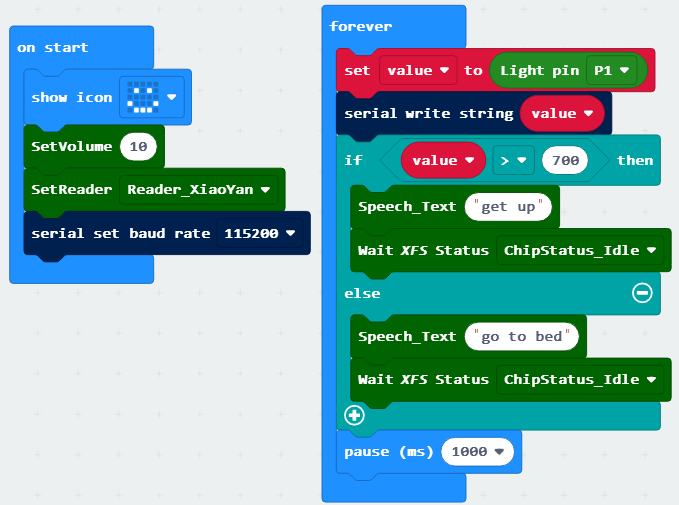 on start
show icon
SetVolume 10
SetReader Reader_XiaoYan
serial set baud rate 115200
forever
set value to Light pin P1
serial write string value
if value > 700 then
Speech_Text "get up"
Wait XFS Status ChipStatus_Idle
else
Speech_Text "go to bed"
Wait XFS Status ChipStatus_Idle
pause (ms) 1000